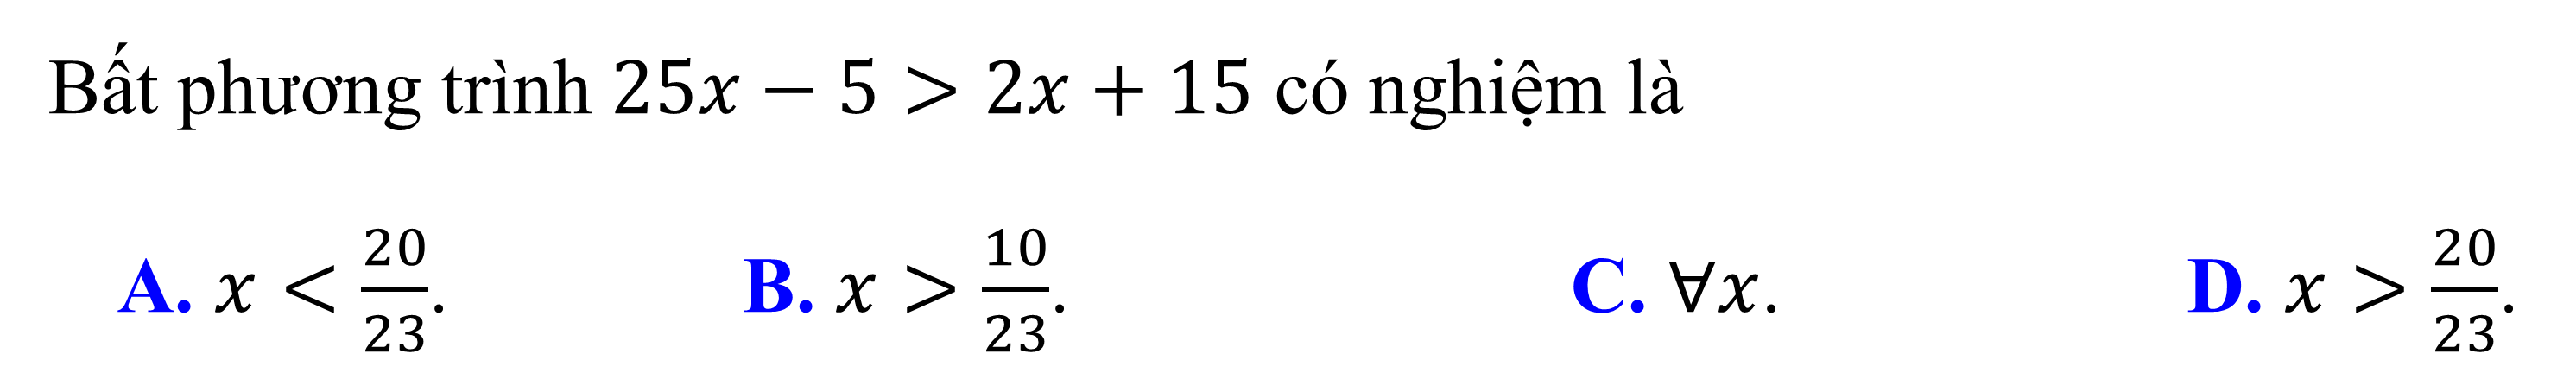 Bất phương trình 25x − 5 > 2x + 15 có nghiệm là
A. x < 20/23. B. x > 10/23. C. ∀x. D. x > 20/23.